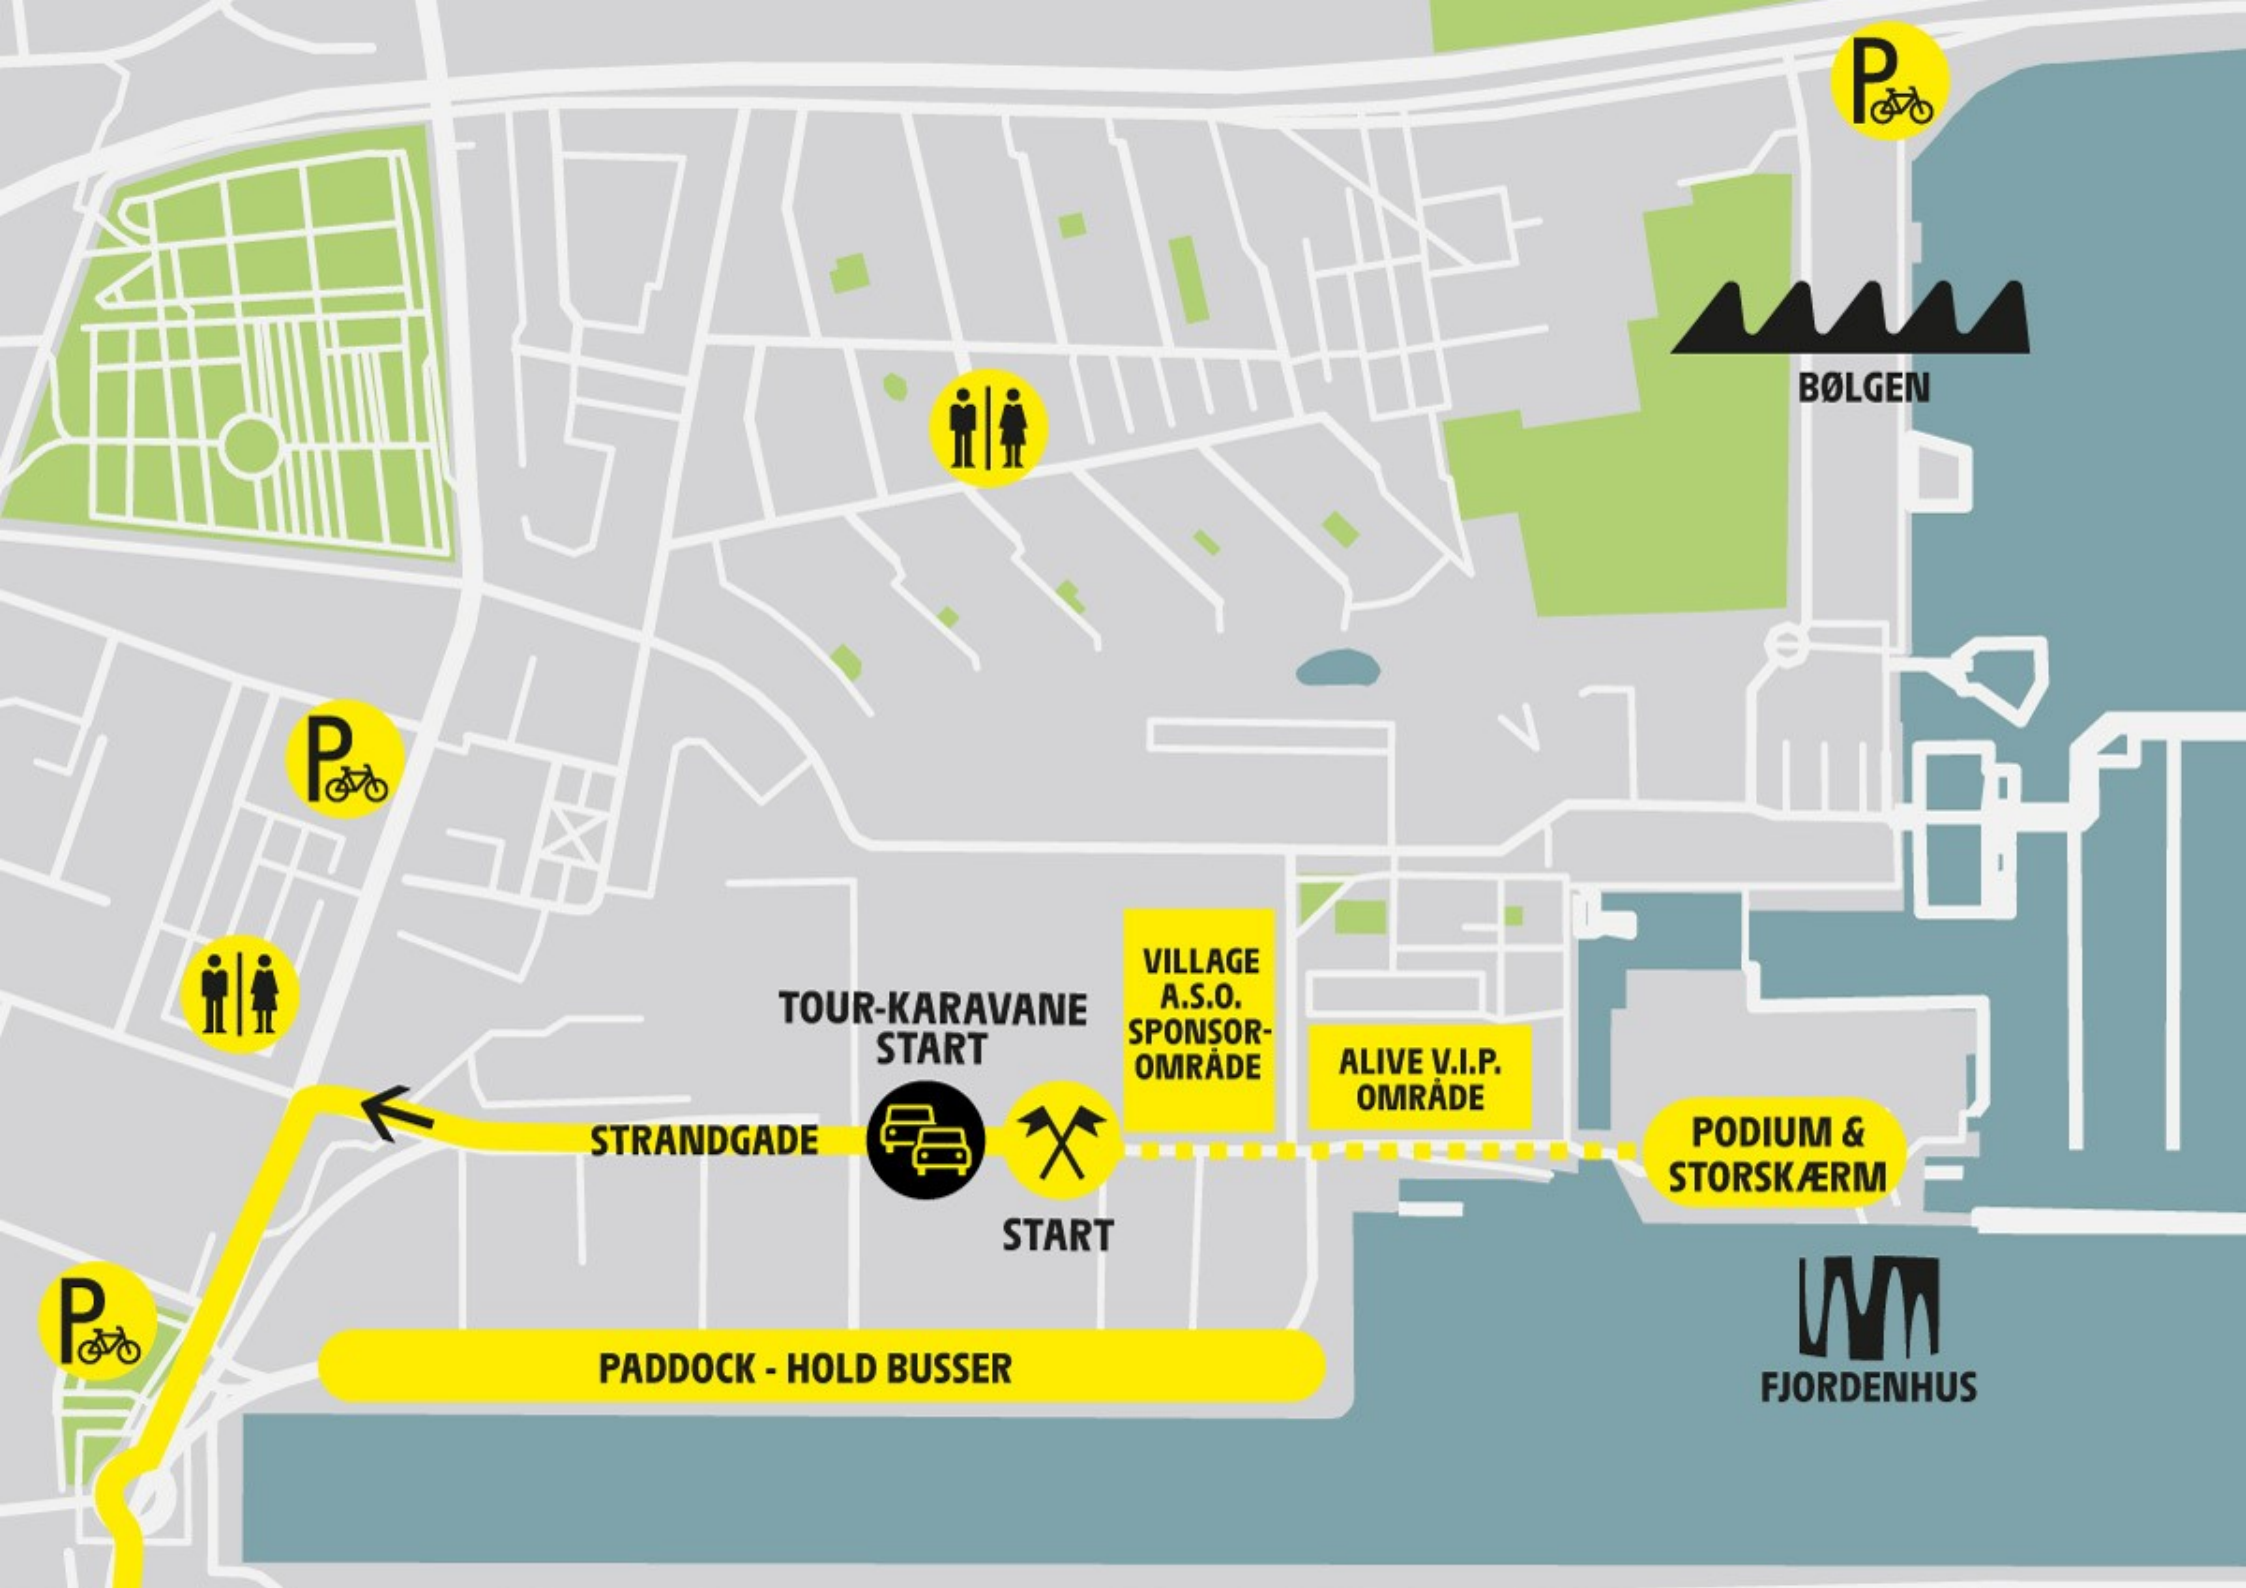 P
BØLGEN
P
TOUR-KARAVANE
START
VILLAGE
A.S.O.
SPONSOR-
OMRÅDE
ALIVE V.I.P.
OMRÅDE
STRANDGADE
START
PODIUM &
STORSKÆRM
P
PADDOCK - HOLD BUSSER
FJORDENHUS